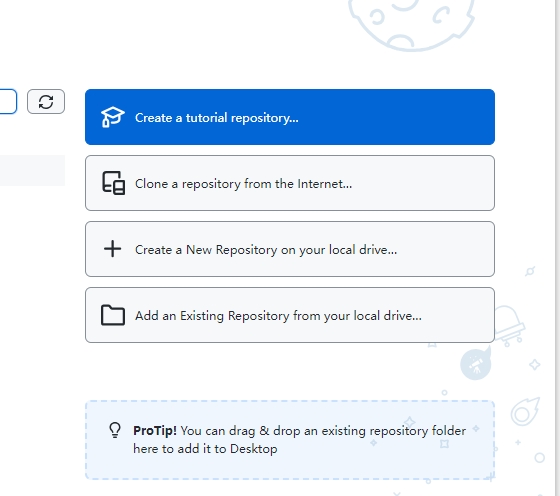 Create a tutorial repository...
Clone a repository from the Internet...
Create a New Repository on your local drive...
Add an Existing Repository from your local drive...
ProTip! You can drag & drop an existing repository folder
here to add it to Desktop